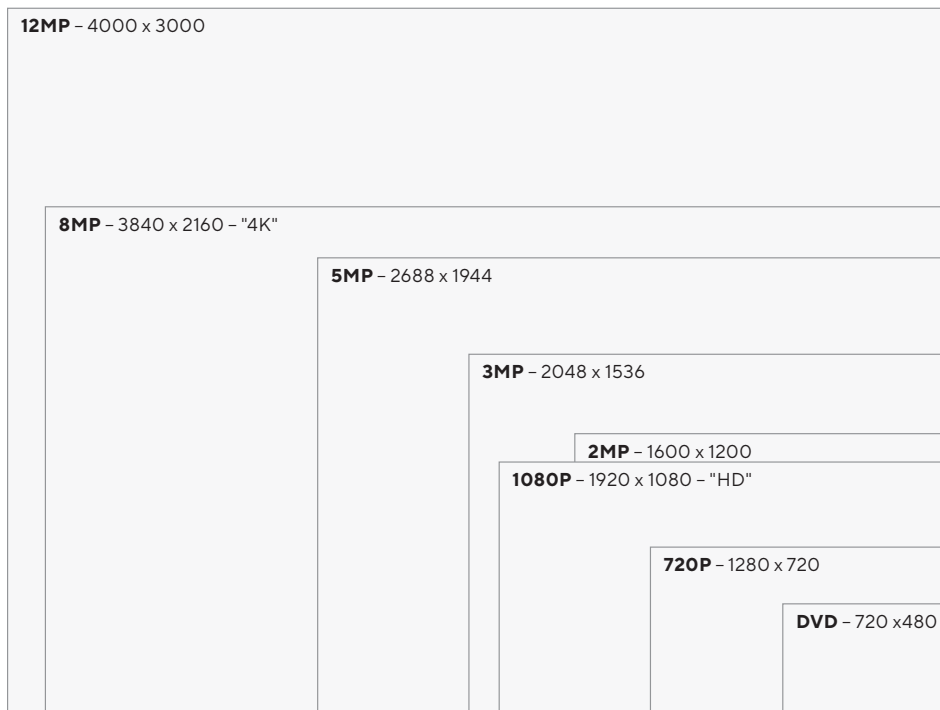 12MP – 4000 x 3000
8MP – 3840 x 2160 – "4K"
5MP – 2688 x 1944
3MP – 2048 x 1536
2MP – 1600 x 1200
1080P – 1920 x 1080 – "HD"
720P – 1280 x 720
DVD – 720 x480